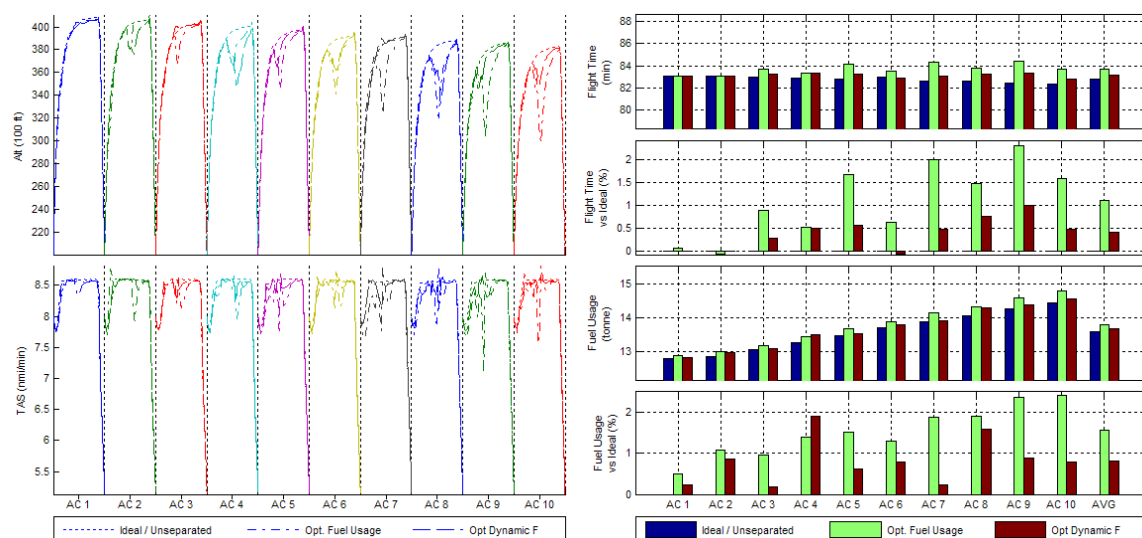 400
380
360
340
320
300
280
260
240
220
Alt (100 ft)
8.5
8
7.5
7
6.5
6
5.5
TAS (nmi/min)
AC 1 AC 2 AC 3 AC 4 AC 5 AC 6 AC 7 AC 8 AC 9 AC 10
Ideal / Unseparated Opt. Fuel Usage Opt Dynamic F
88
86
84
82
80
Flight Time
(min)
2
1.5
1
0.5
0
Flight Time
vs Ideal (%)
15
14
13
Fuel Usage
(tonne)
2
1
0
Fuel Usage
vs Ideal (%)
AC 1 AC 2 AC 3 AC 4 AC 5 AC 6 AC 7 AC 8 AC 9 AC 10 AVG
Ideal / Unseparated Opt. Fuel Usage Opt Dynamic F